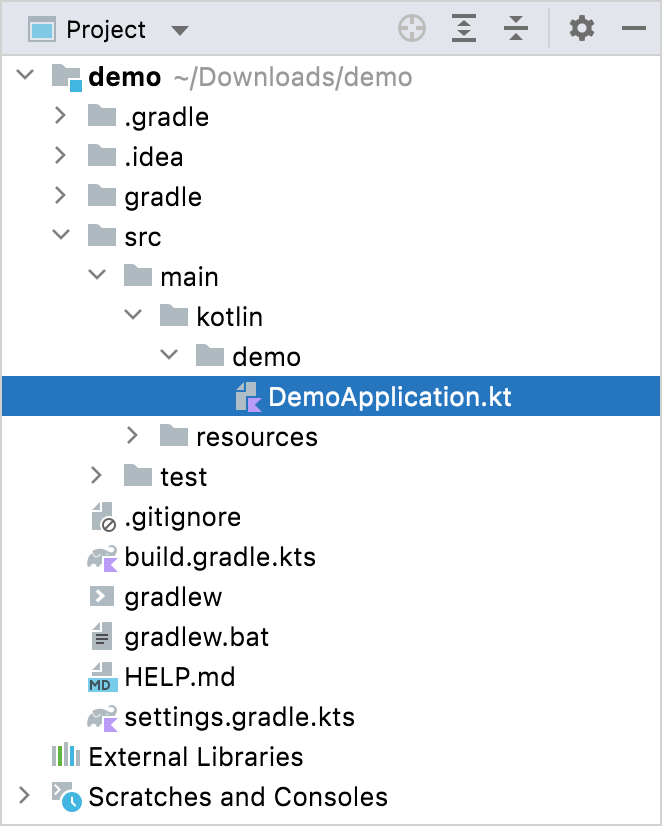 Project
demo ~/Downloads/demo
.gradle
.idea
gradle
src
main
kotlin
demo
DemoApplication.kt
resources
test
.gitignore
build.gradle.kts
gradlew
gradlew.bat
MD HELP.md
settings.gradle.kts
External Libraries
Scratches and Consoles